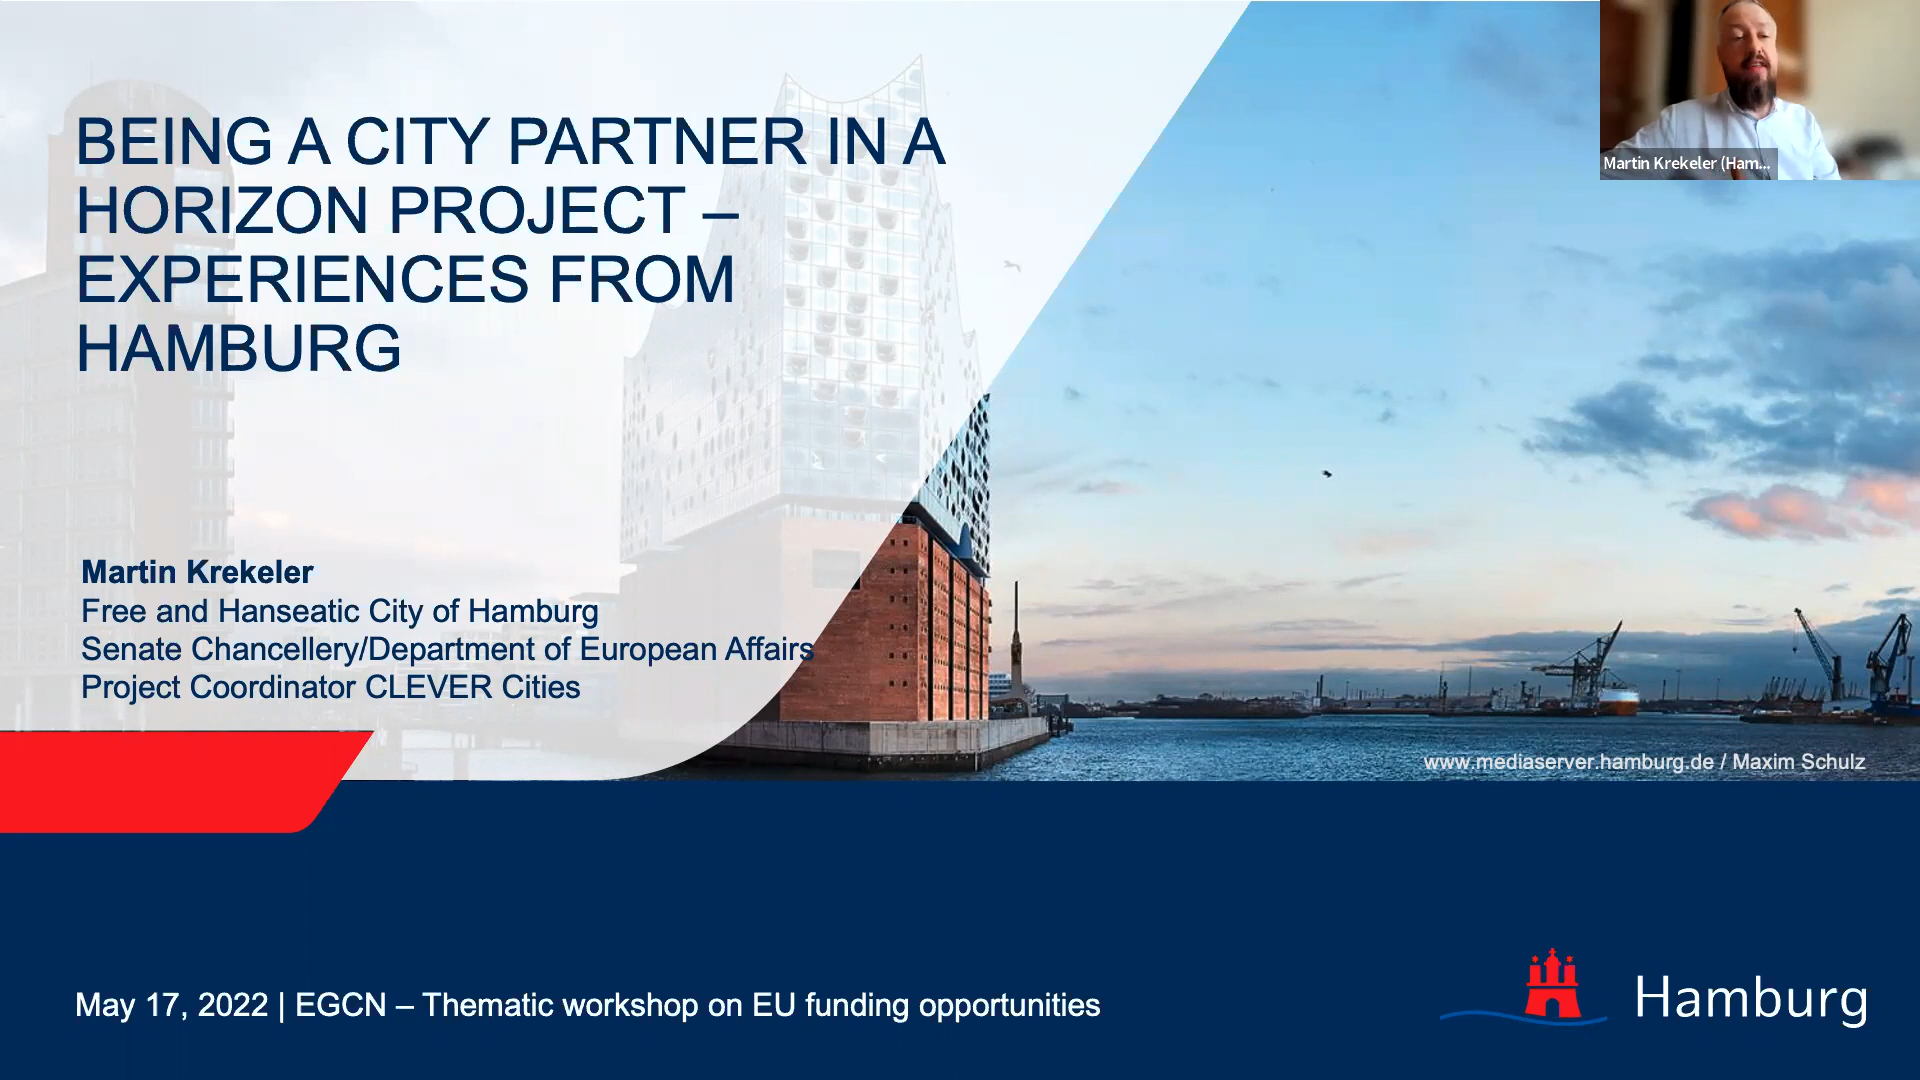 BEING A CITY PARTNER IN A
HORIZON PROJECT –
EXPERIENCES FROM
HAMBURG
Martin Krekeler (Ham...
Martin Krekeler
Free and Hanseatic City of Hamburg
Senate Chancellery/Department of European Affairs
Project Coordinator CLEVER Cities
www.mediaserver.hamburg.de / Maxim Schulz
May 17, 2022 | EGCN – Thematic workshop on EU funding opportunities
Hamburg